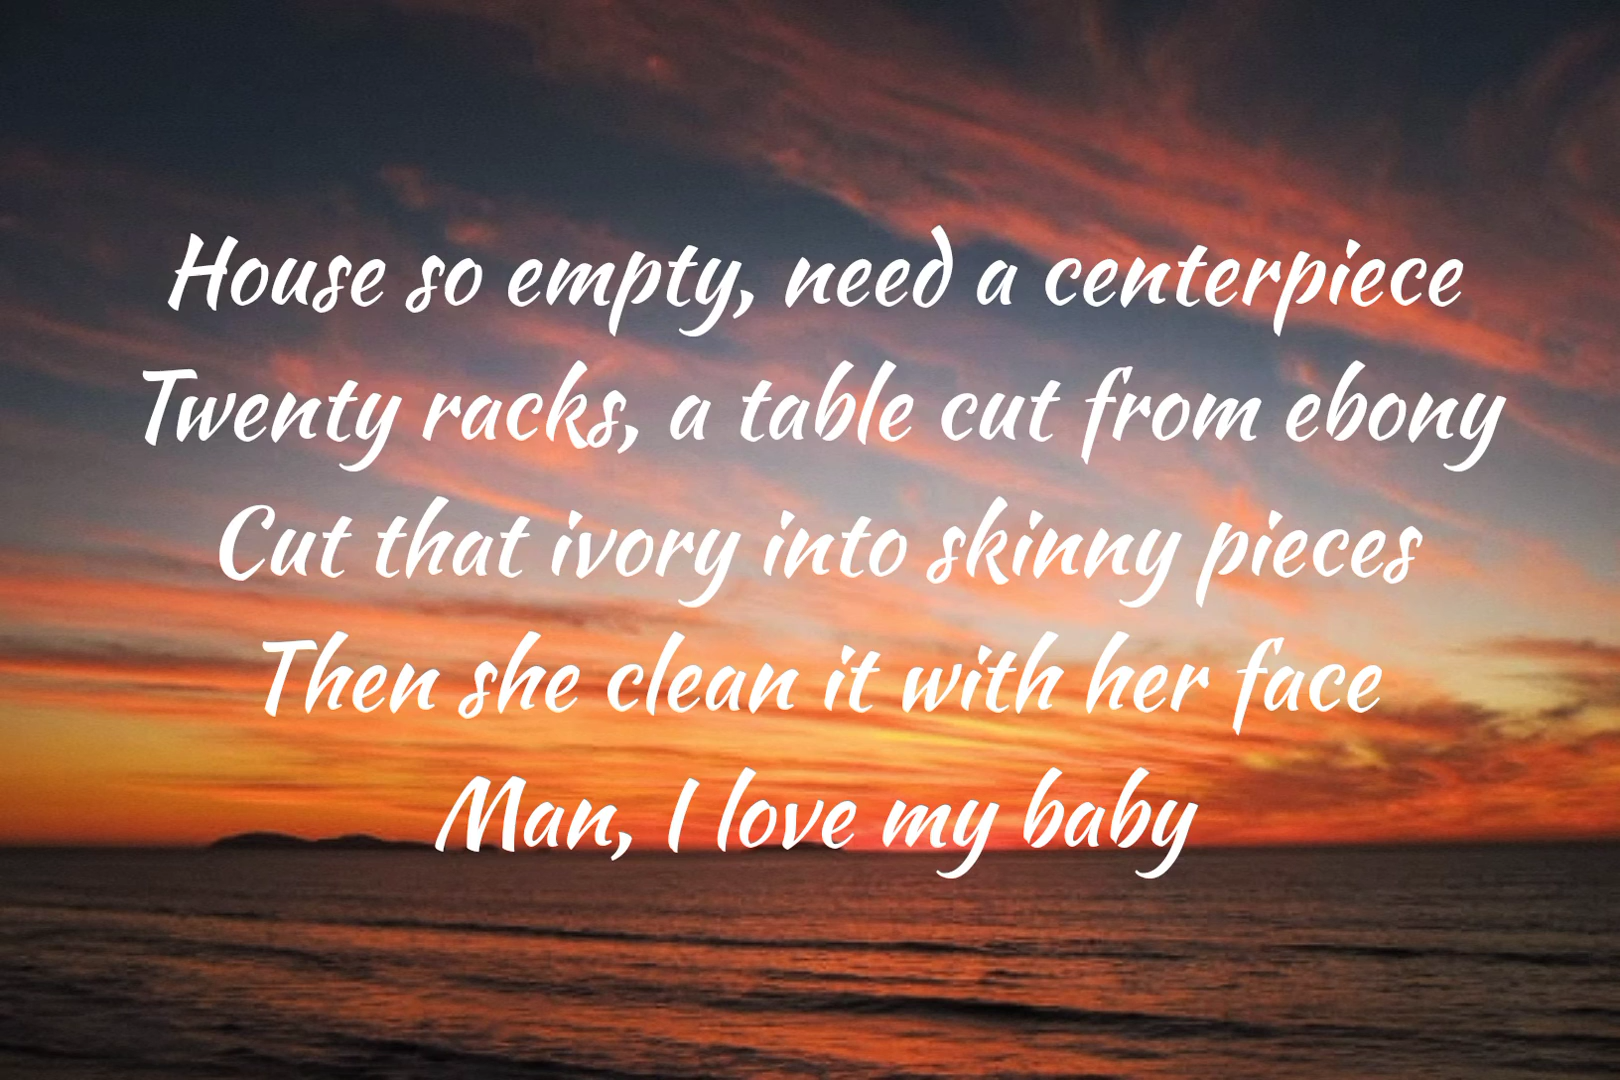 House so empty, need a centerpiece
Twenty racks, a table cut from ebony
Cut that ivory into skinny pieces
Then she clean it with her face
Man, I love my baby